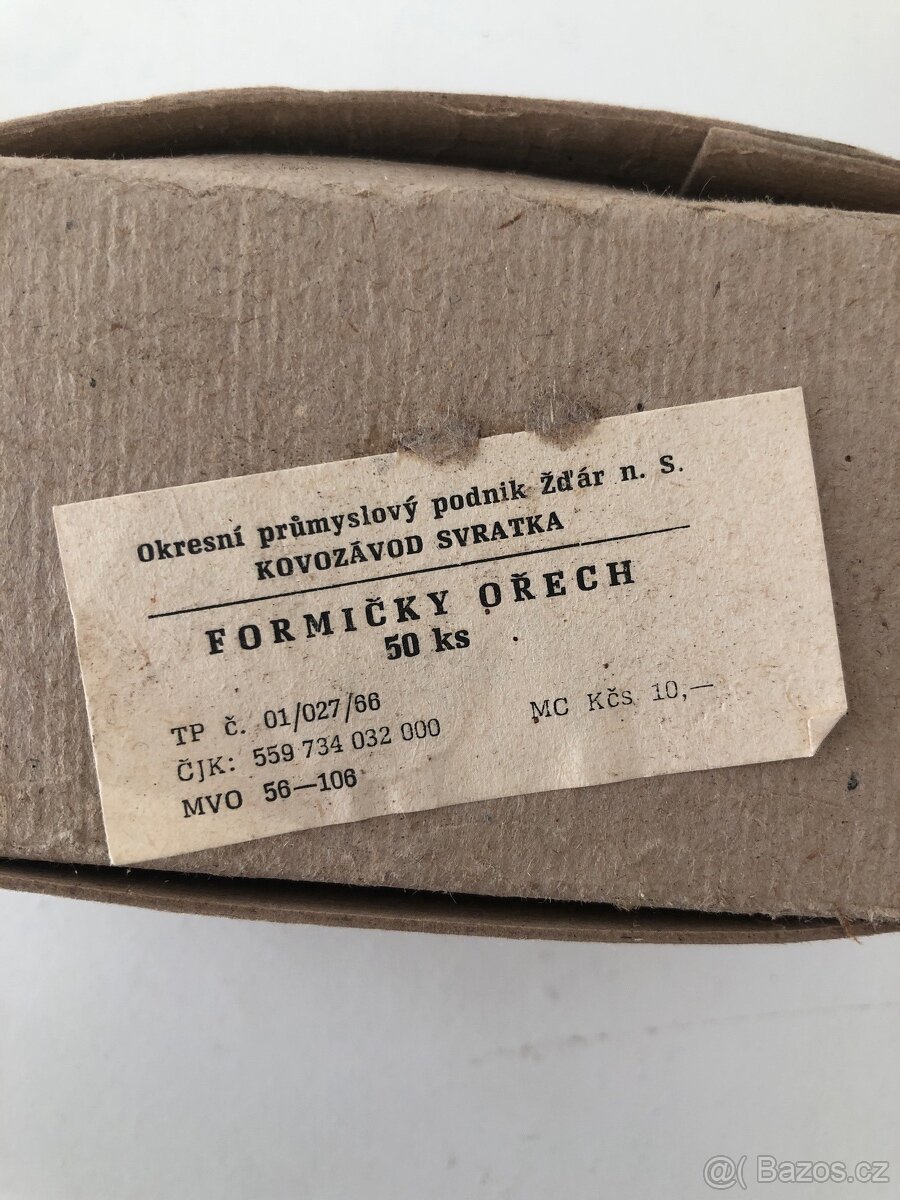 Okresní průmyslový podnik Žďár n. S.
KOVOZÁVOD SVRATKA
FORMIČKY OŘECH
50 ks
TP č. 01/027/66
MC Kčs 10,—
ČJK: 559 734 032 000
MVO 56—106
@( Bazos.cz